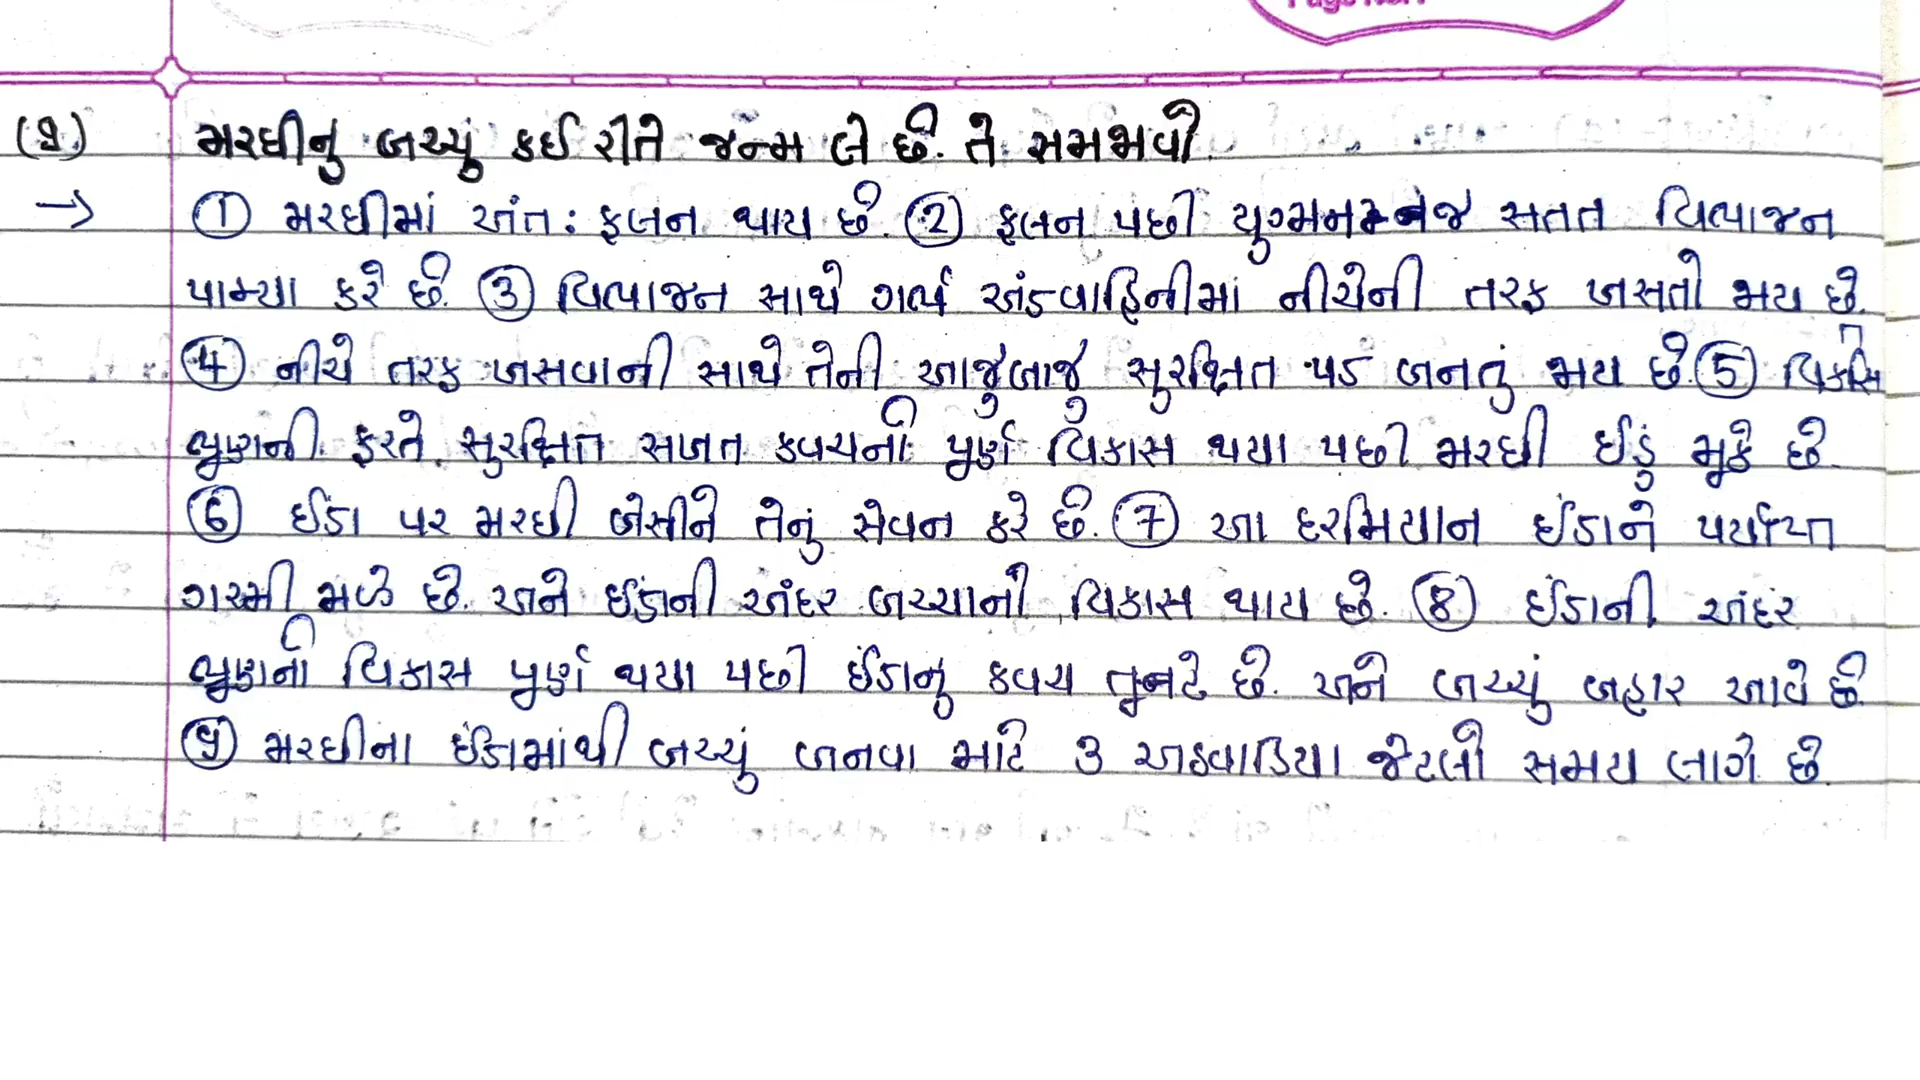 (૭) મરઘીનું બચ્ચું કઈ રીતે જન્મ લે છે. તે સમજાવો.
→ ① મરઘીમાં અંત: ફલન થાય છે. ② ફલન પછી યુગ્મનજ સતત વિભાજન
પામ્યા કરે છે. ③ વિભાજન સાથે ગર્ભ અંડવાહિનીમાં નીચેની તરફ ખસતો જાય છે.
④ નીચે તરફ ખસવાની સાથે તેની આજુબાજુ સુરક્ષિત પડ બનતું જાય છે. ⑤ વિકસિત
ભ્રૂણની ફરતે સુરક્ષિત સખત કવચનો પૂર્ણ વિકાસ થયા પછી મરઘી ઈંડું મૂકે છે.
⑥ ઈંડા પર મરઘી બેસીને તેનું સેવન કરે છે. ⑦ આ દરમિયાન ઈંડાને પર્યાપ્ત
ગરમી મળે છે. અને ઈંડાની અંદર બચ્ચાનો વિકાસ થાય છે. ⑧ ઈંડાની અંદર
ભ્રૂણનો વિકાસ પૂર્ણ થયા પછી ઈંડાનુ કવચ તૂટે છે. અને બચ્ચું બહાર આવે છે.
⑨ મરઘીના ઈંડામાંથી બચ્ચું બનવા માટે 3 અઠવાડિયા જેટલો સમય લાગે છે.